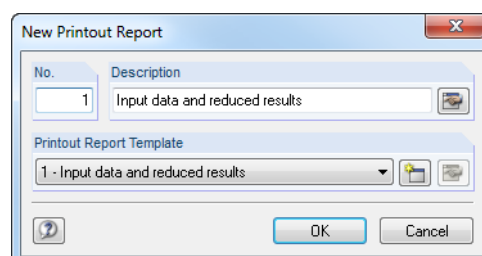 New Printout Report
No. Description
1 Input data and reduced results
Printout Report Template
1 - Input data and reduced results
OK Cancel